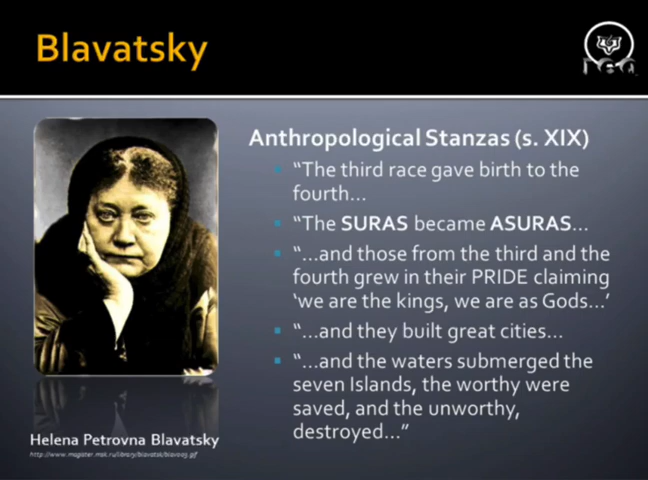 Blavatsky
Anthropological Stanzas (s. XIX)
"The third race gave birth to the
fourth...
"The SURAS became ASURAS...
"...and those from the third and the
fourth grew in their PRIDE claiming
'we are the kings, we are as Gods...'
"...and they built great cities...
"...and the waters submerged the
seven Islands, the worthy were
saved, and the unworthy,
destroyed..."
Helena Petrovna Blavatsky